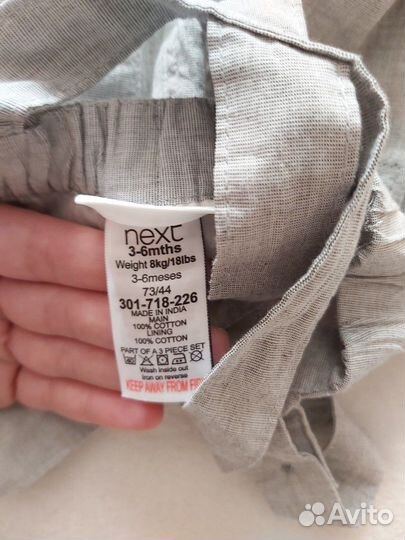 next
3-6mths
Weight 8kg/18lbs
3-6meses
73/44
301-718-226
MADE IN INDIA
MAIN
100% COTTON
LINING
100% COTTON
PART OF A 3 PIECE SET
Wash inside out
Iron on reverse
KEEP AWAY FROM FIRE
Avito